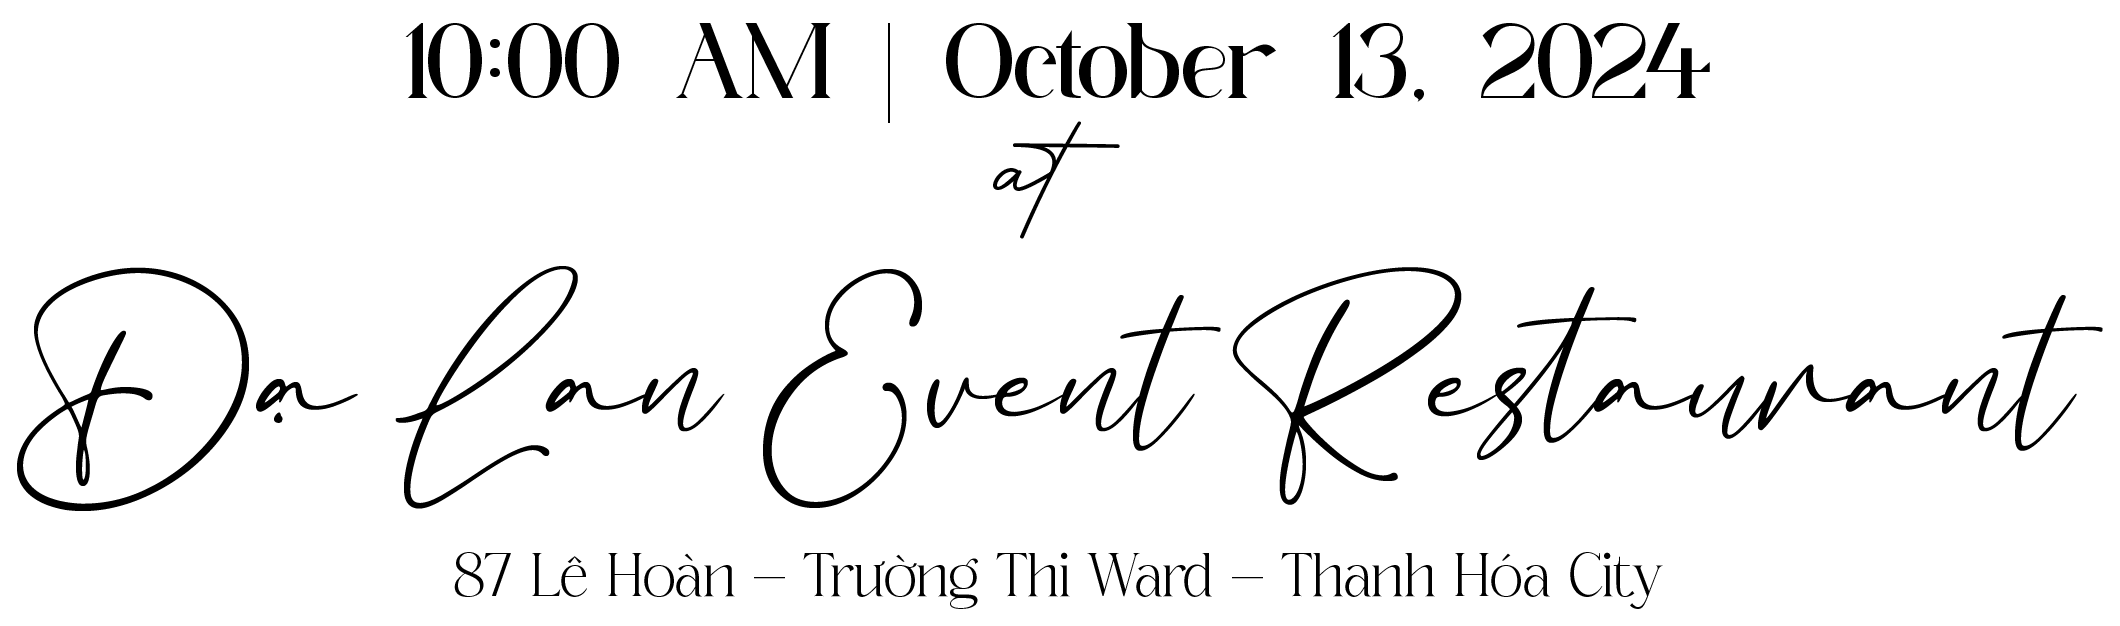 10:00 AM | October 13, 2024
at
Dạ Lan Event Restaurant
87 Lê Hoàn – Trường Thi Ward – Thanh Hóa City